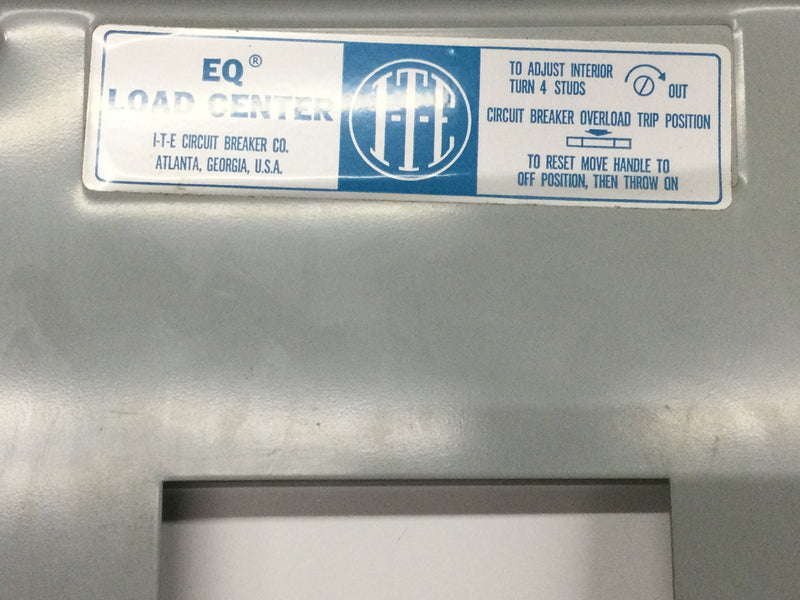 EQ®
LOAD CENTER
I-T-E CIRCUIT BREAKER CO.
ATLANTA, GEORGIA, U.S.A.
I-T-E
TO ADJUST INTERIOR
TURN 4 STUDS
OUT
CIRCUIT BREAKER OVERLOAD TRIP POSITION
TO RESET MOVE HANDLE TO
OFF POSITION, THEN THROW ON